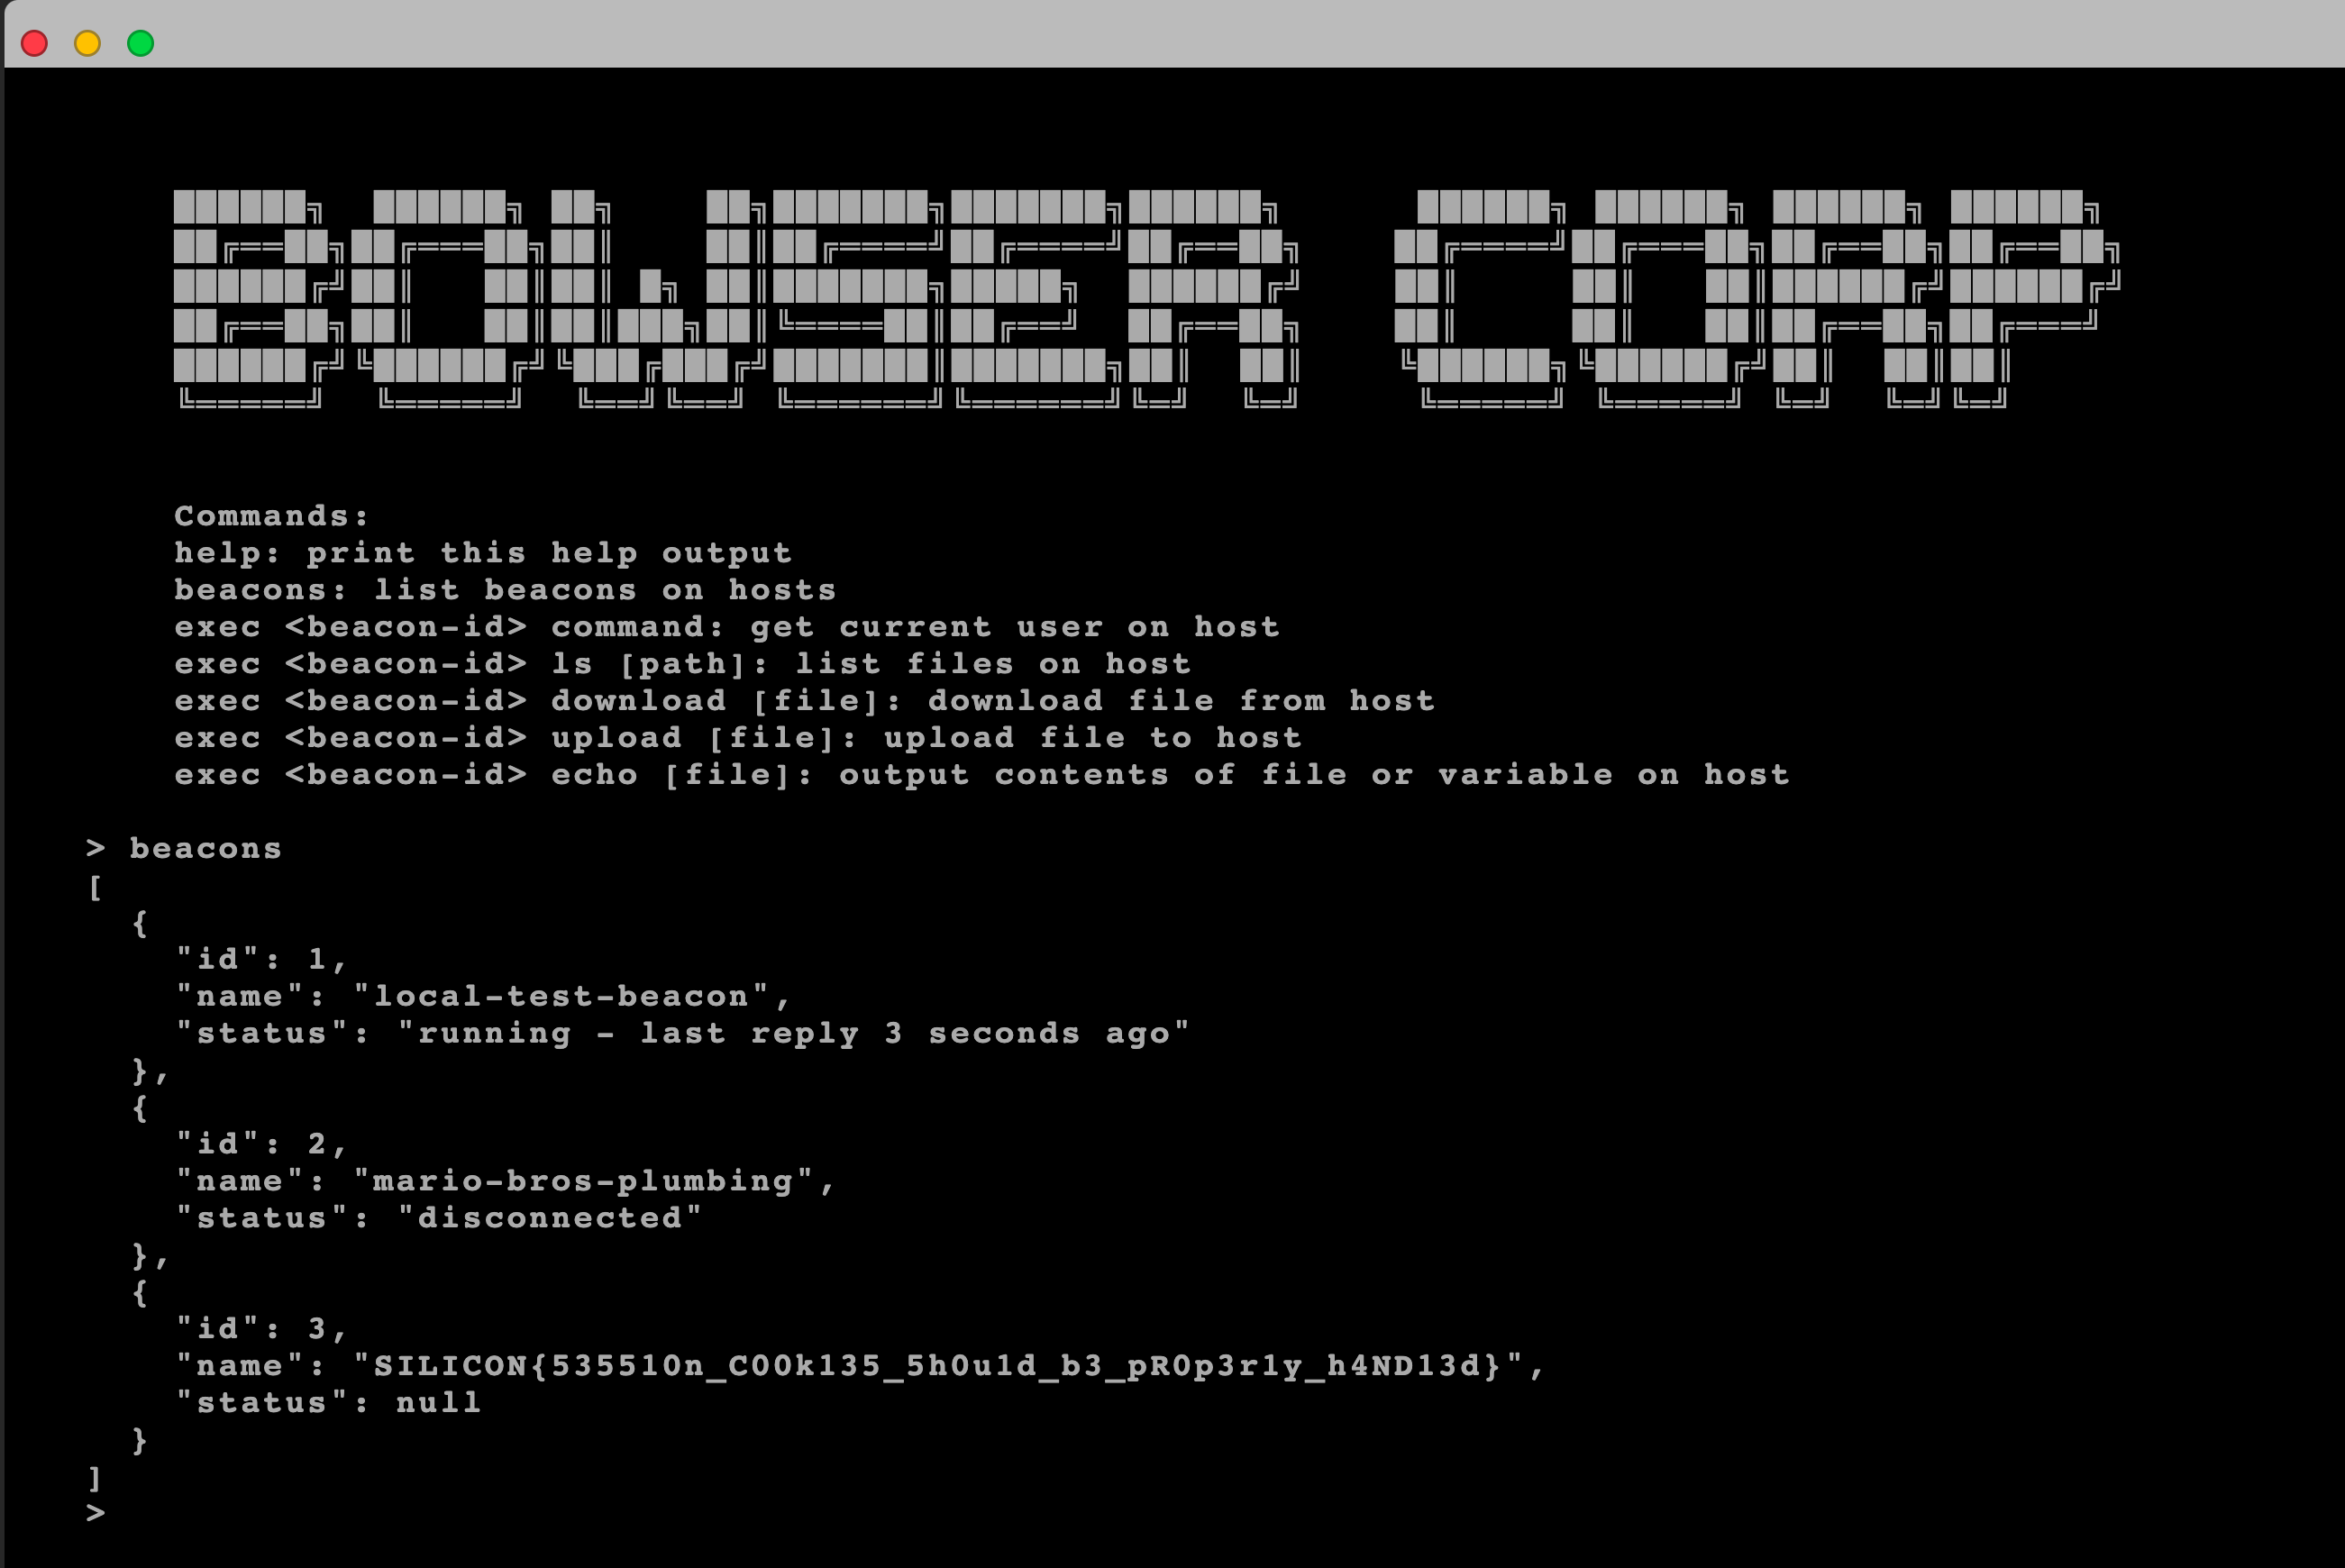 BOWSER CORP
Commands:
help: print this help output
beacons: list beacons on hosts
exec <beacon-id> command: get current user on host
exec <beacon-id> ls [path]: list files on host
exec <beacon-id> download [file]: download file from host
exec <beacon-id> upload [file]: upload file to host
exec <beacon-id> echo [file]: output contents of file or variable on host
> beacons
[
  {
    "id": 1,
    "name": "local-test-beacon",
    "status": "running - last reply 3 seconds ago"
  },
  {
    "id": 2,
    "name": "mario-bros-plumbing",
    "status": "disconnected"
  },
  {
    "id": 3,
    "name": "SILICON{535510n_C00k135_5h0u1d_b3_pR0p3r1y_h4ND13d}",
    "status": null
  }
]
>